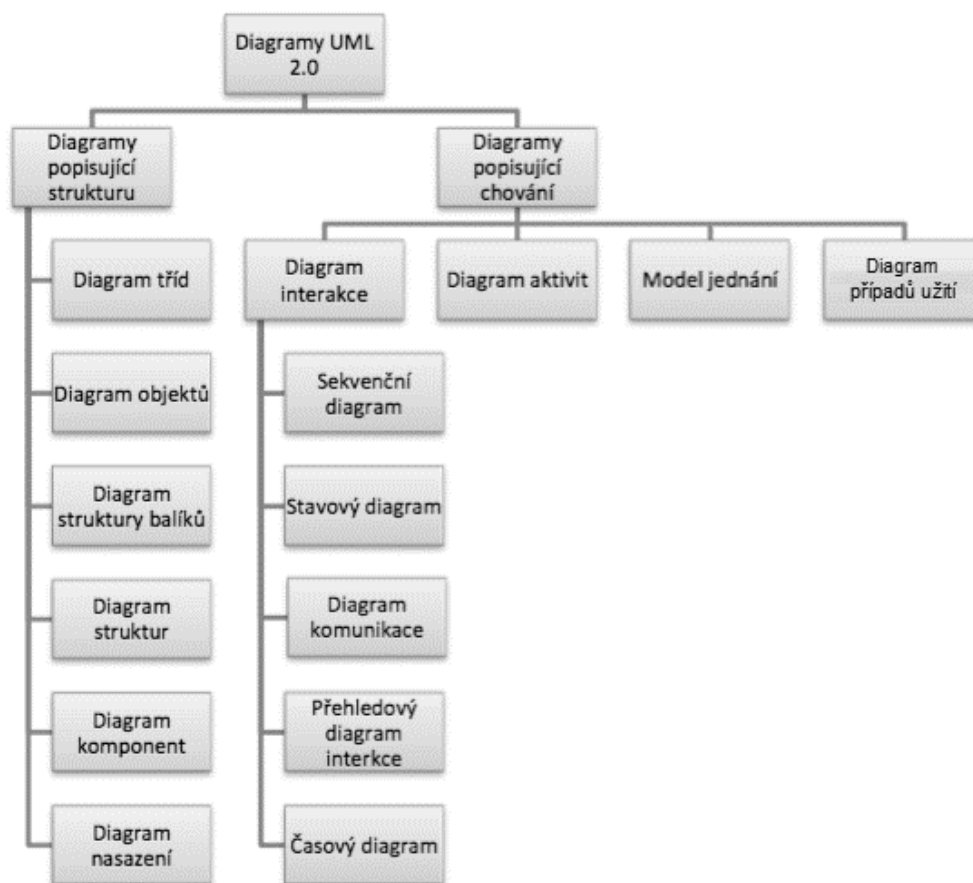 Diagramy UML
2.0
Diagramy
popisující
strukturu
Diagramy
popisující
chování
Diagram tříd
Diagram
interakce
Diagram aktivit
Model jednání
Diagram
případů užití
Diagram objektů
Sekvenční
diagram
Diagram
struktury balíků
Stavový diagram
Diagram
struktur
Diagram
komunikace
Diagram
komponent
Přehledový
diagram
interkce
Diagram
nasazení
Časový diagram